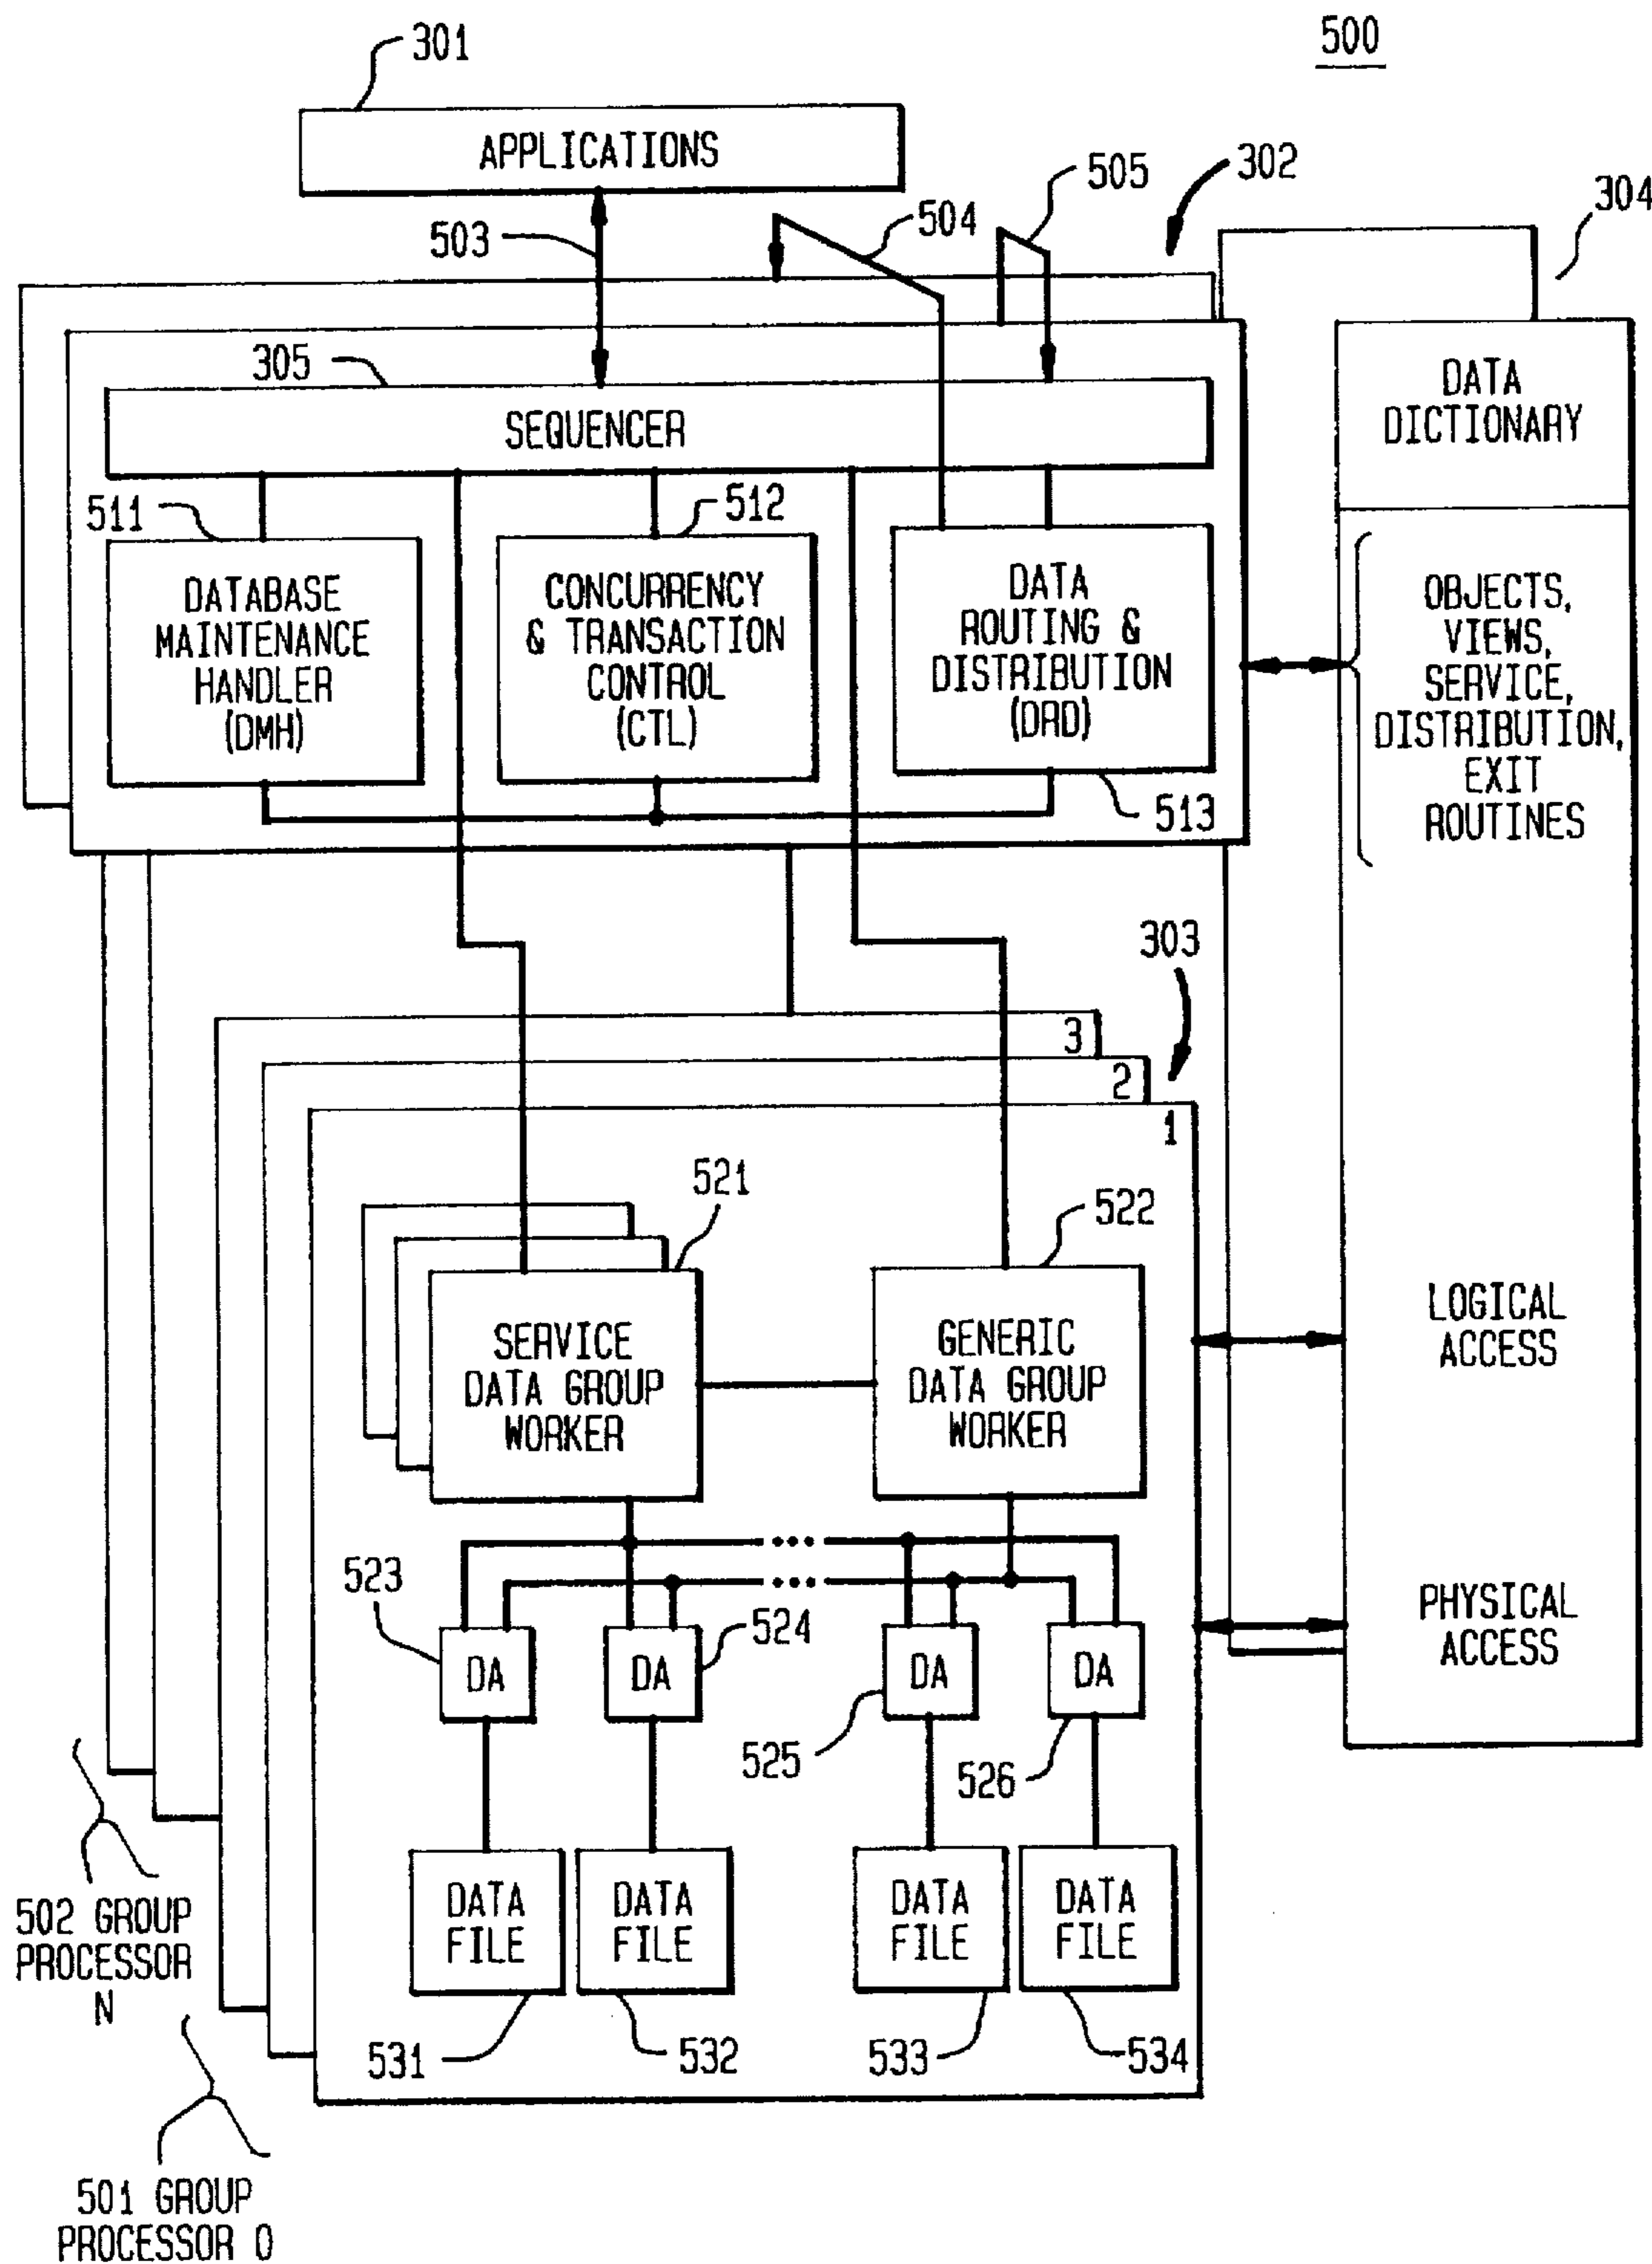 500
301
APPLICATIONS
302
505
304
504
503
305
SEQUENCER
DATA
DICTIONARY
511
512
DATABASE
MAINTENANCE
HANDLER
(DMH)
CONCURRENCY
& TRANSACTION
CONTROL
(CTL)
DATA
ROUTING &
DISTRIBUTION
(DRD)
513
OBJECTS,
VIEWS,
SERVICE,
DISTRIBUTION,
EXIT
ROUTINES
303
3
2
1
521
522
SERVICE
DATA GROUP
WORKER
GENERIC
DATA GROUP
WORKER
LOGICAL
ACCESS
523
524
DA
DA
DA
DA
525
526
PHYSICAL
ACCESS
DATA
FILE
DATA
FILE
DATA
FILE
DATA
FILE
531
532
533
534
502 GROUP
PROCESSOR
N
501 GROUP
PROCESSOR 0